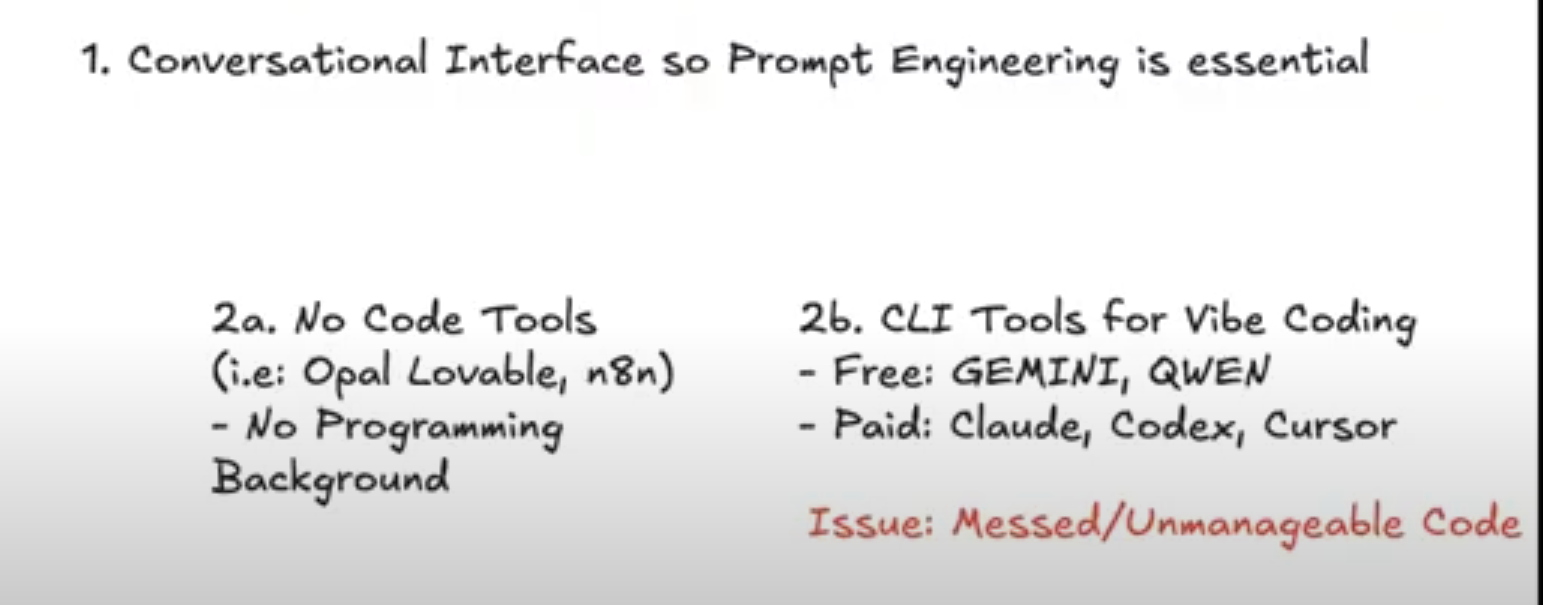 1. Conversational Interface so Prompt Engineering is essential
2a. No Code Tools
(i.e: Opal Lovable, n8n)
- No Programming
Background
2b. CLI Tools for Vibe Coding
- Free: GEMINI, QWEN
- Paid: Claude, Codex, Cursor
Issue: Messed/Unmanageable Code